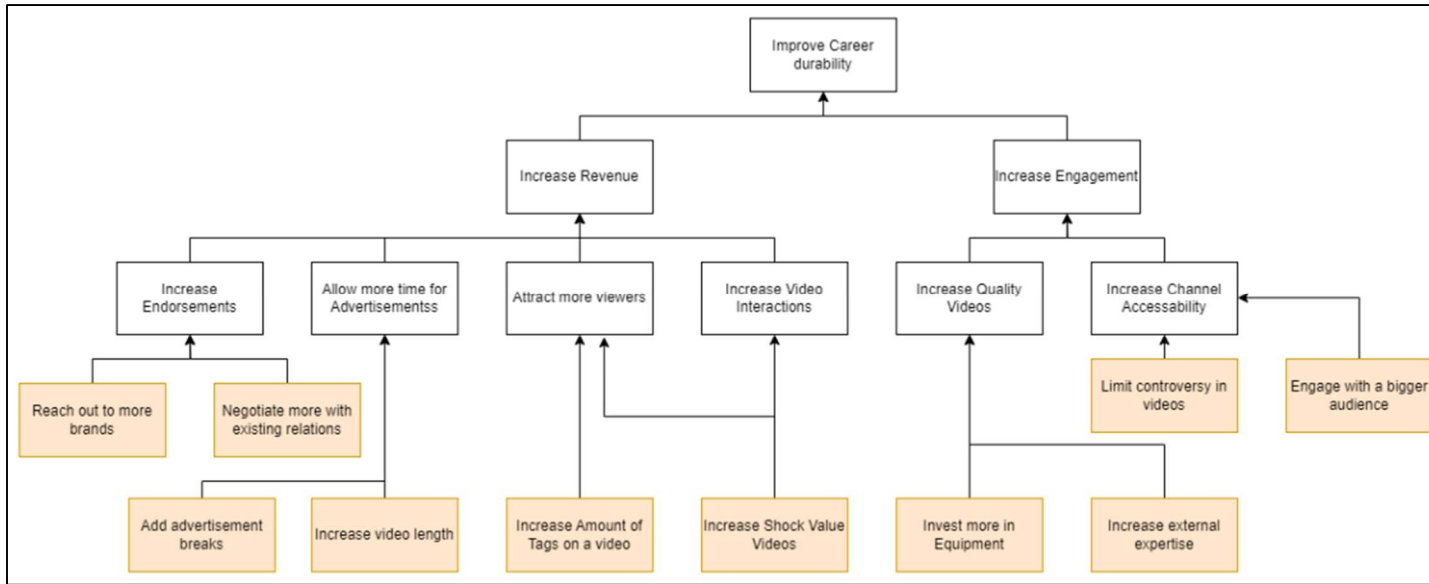 Improve Career
durability
Increase Revenue
Increase Engagement
Increase
Endorsements
Allow more time for
Advertisementss
Attract more viewers
Increase Video
Interactions
Increase Quality
Videos
Increase Channel
Accessability
Reach out to more
brands
Negotiate more with
existing relations
Limit controversy in
videos
Engage with a bigger
audience
Add advertisement
breaks
Increase video length
Increase Amount of
Tags on a video
Increase Shock Value
Videos
Invest more in
Equipment
Increase external
expertise